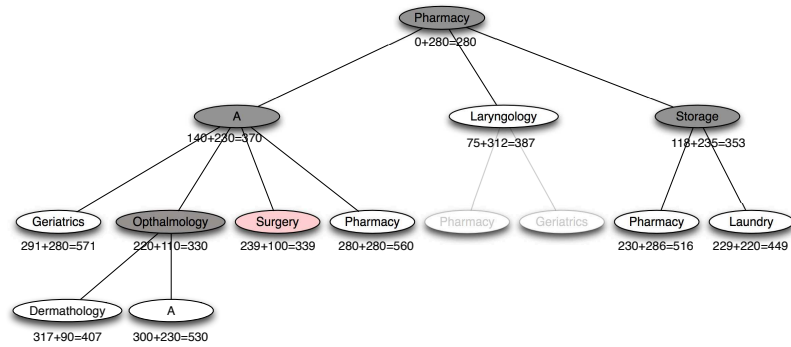 Pharmacy
0+280=280
A
140+230=370
Laryngology
75+312=387
Storage
118+235=353
Geriatrics
291+280=571
Opthalmology
220+110=330
Surgery
239+100=339
Pharmacy
280+280=560
Pharmacy
Geriatrics
Pharmacy
230+286=516
Laundry
229+220=449
Dermathology
317+90=407
A
300+230=530